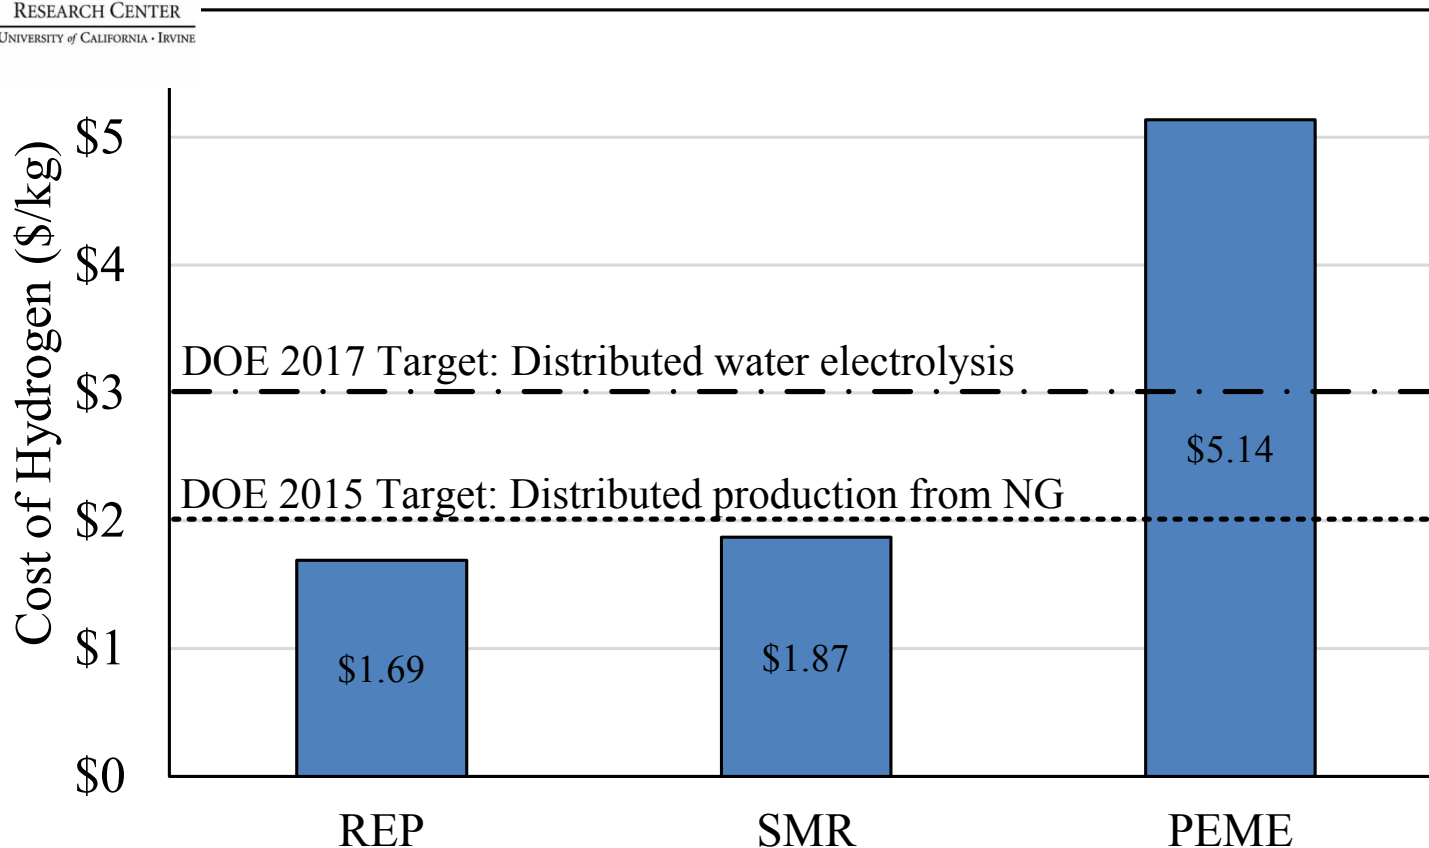 RESEARCH CENTER
UNIVERSITY of CALIFORNIA · IRVINE
Cost of Hydrogen ($/kg)
$5
$4
DOE 2017 Target: Distributed water electrolysis
$3
$5.14
DOE 2015 Target: Distributed production from NG
$2
$1
$1.69
$1.87
$0
REP
SMR
PEME